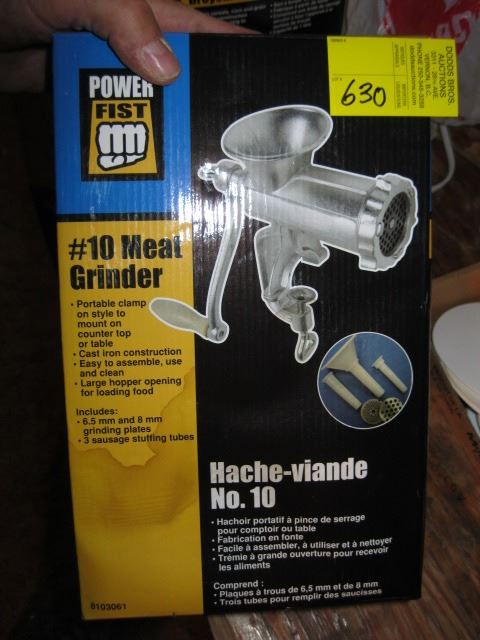 POWER
FIST
DODDS BROS.
AUCTIONS
VERNON, B.C.
LOT #
630
#10 Meat
Grinder
• Portable clamp
on style to
mount on
counter top
or table
• Cast iron construction
• Easy to assemble, use
and clean
• Large hopper opening
for loading food
Includes:
• 6.5 mm and 8 mm
grinding plates
• 3 sausage stuffing tubes
Hache-viande
No. 10
• Hachoir portatif à pince de serrage
pour comptoir ou table
• Fabrication en fonte
• Facile à assembler, à utiliser et à nettoyer
• Trémie à grande ouverture pour recevoir
les aliments
Comprend :
• Plaques à trous de 6,5 mm et de 8 mm
• Trois tubes pour remplir des saucisses
8103061